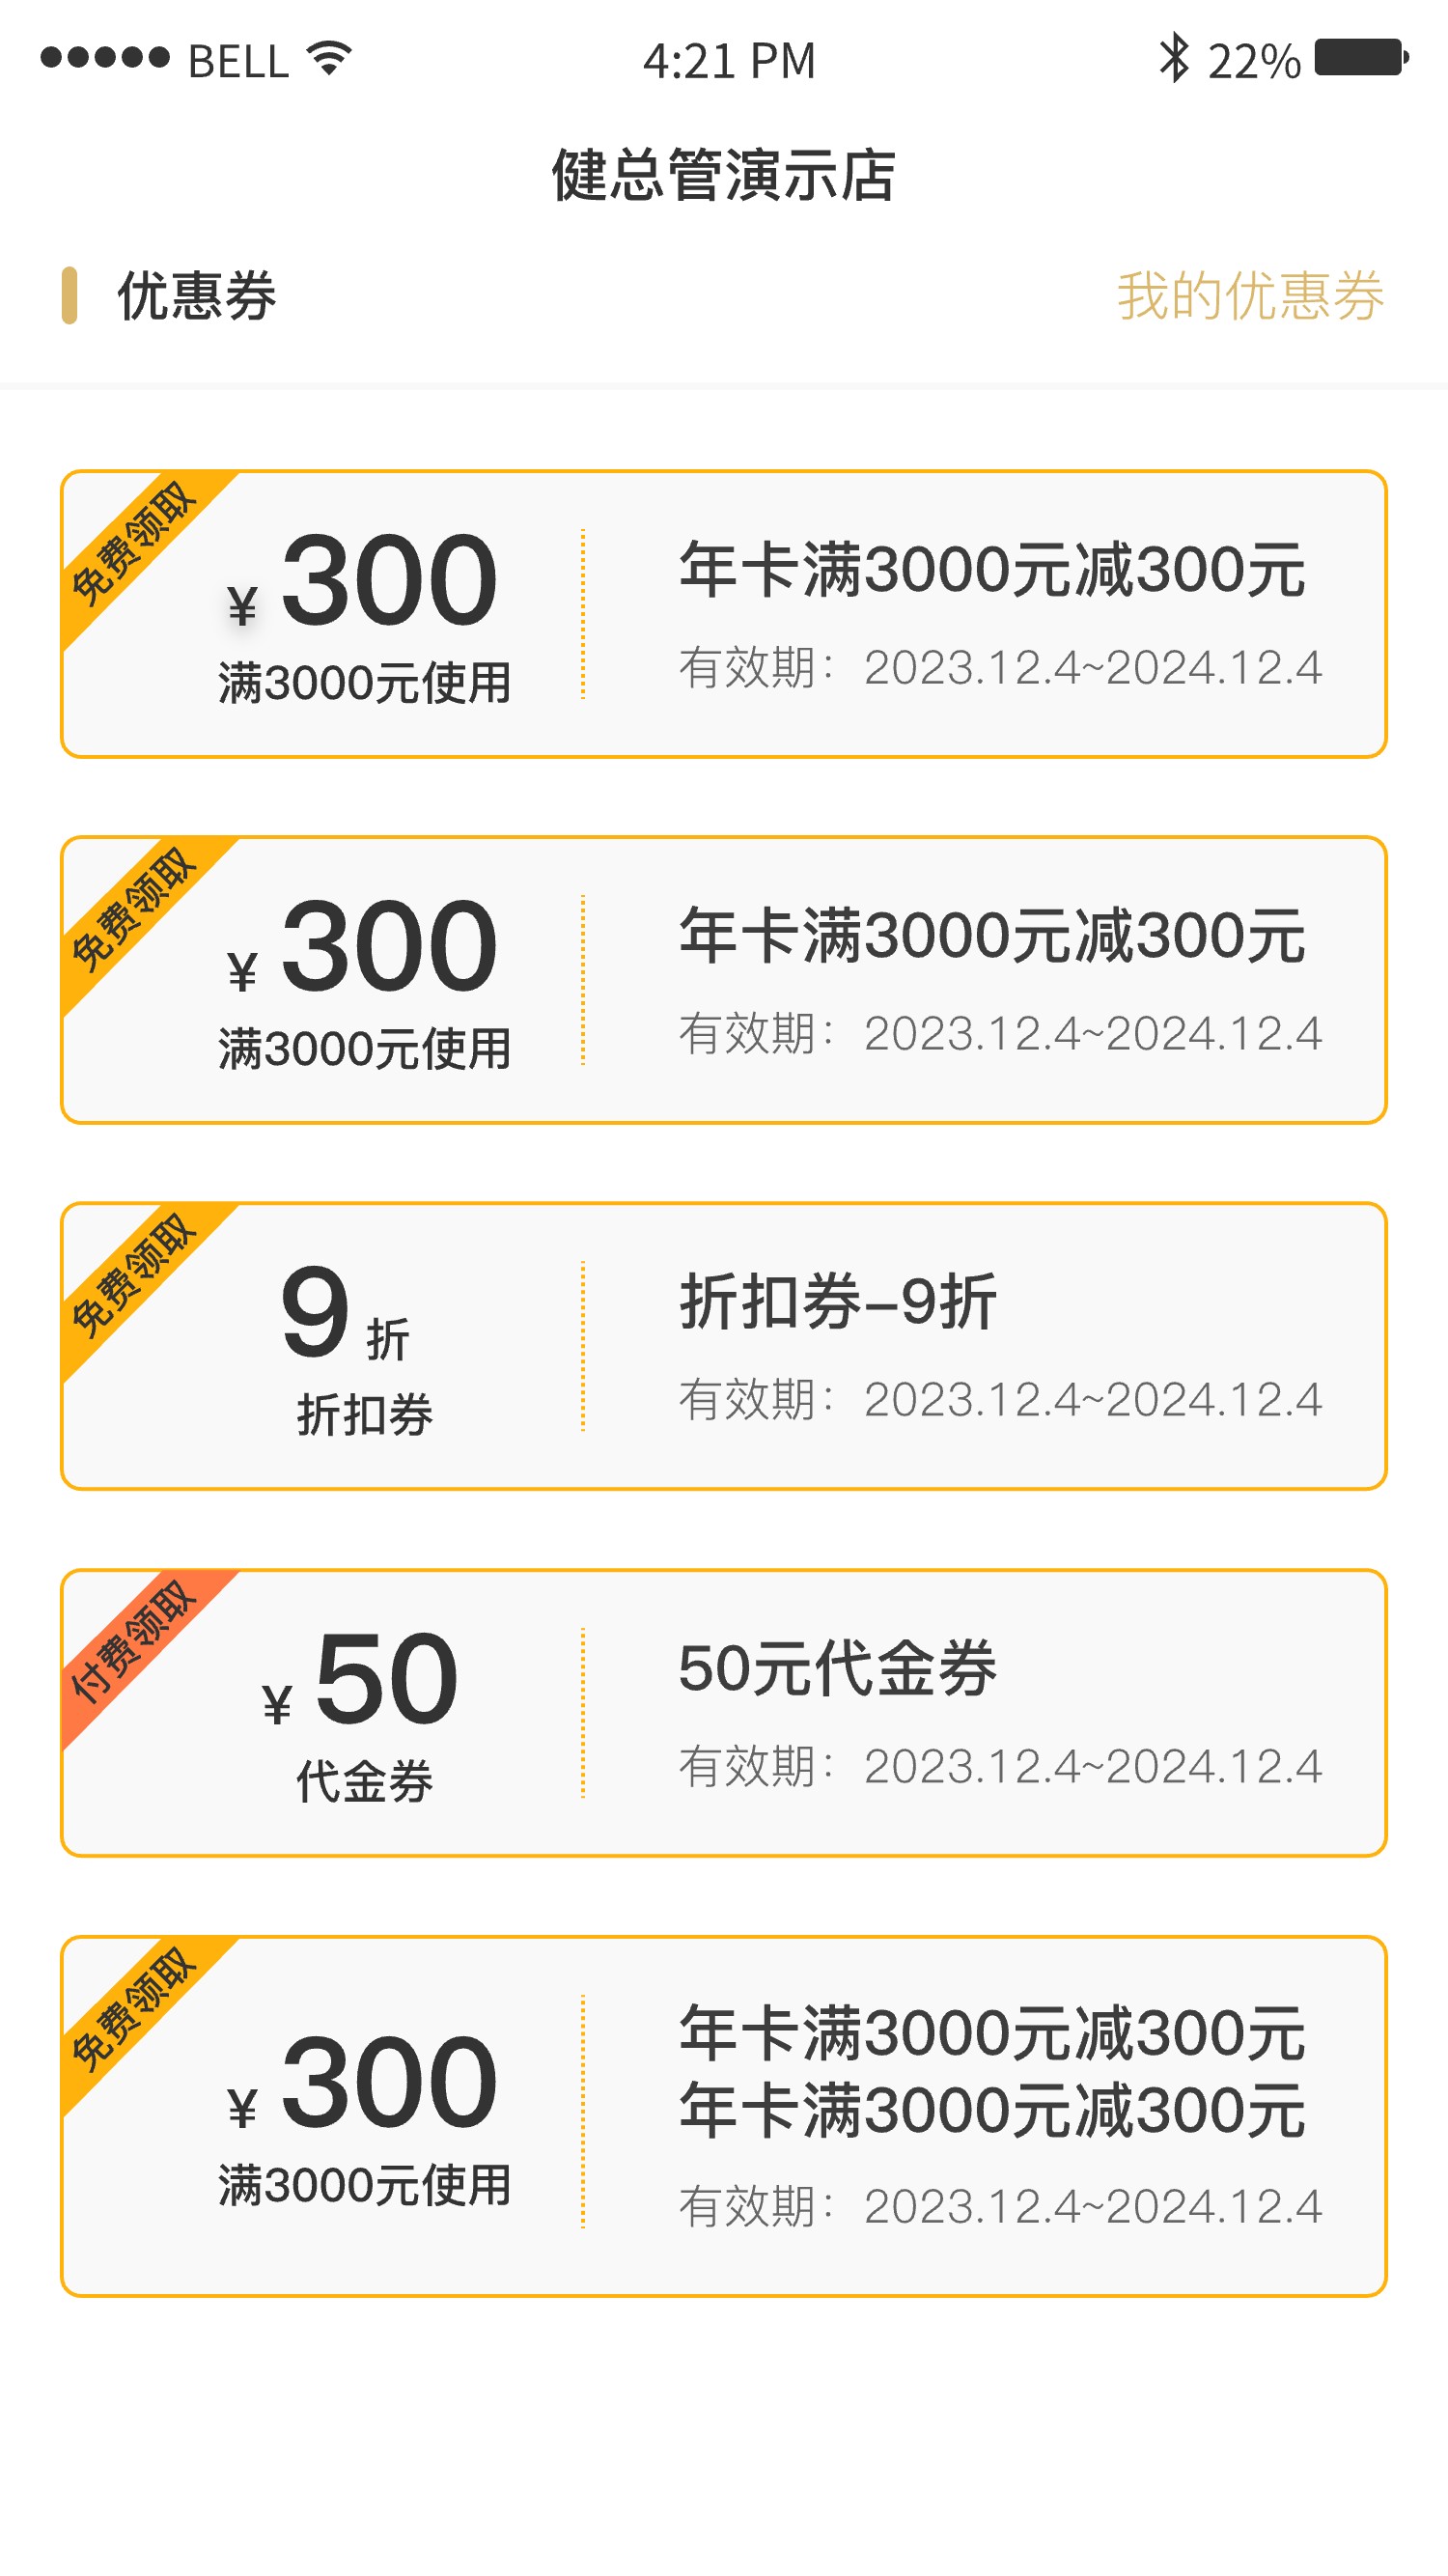 BELL 4:21 PM 22%
健总管演示店
优惠券 我的优惠券
免费领取
¥ 300
满3000元使用
年卡满3000元减300元
有效期：2023.12.4~2024.12.4
免费领取
¥ 300
满3000元使用
年卡满3000元减300元
有效期：2023.12.4~2024.12.4
免费领取
9 折
折扣券
折扣券–9折
有效期：2023.12.4~2024.12.4
付费领取
¥ 50
代金券
50元代金券
有效期：2023.12.4~2024.12.4
免费领取
¥ 300
满3000元使用
年卡满3000元减300元
年卡满3000元减300元
有效期：2023.12.4~2024.12.4